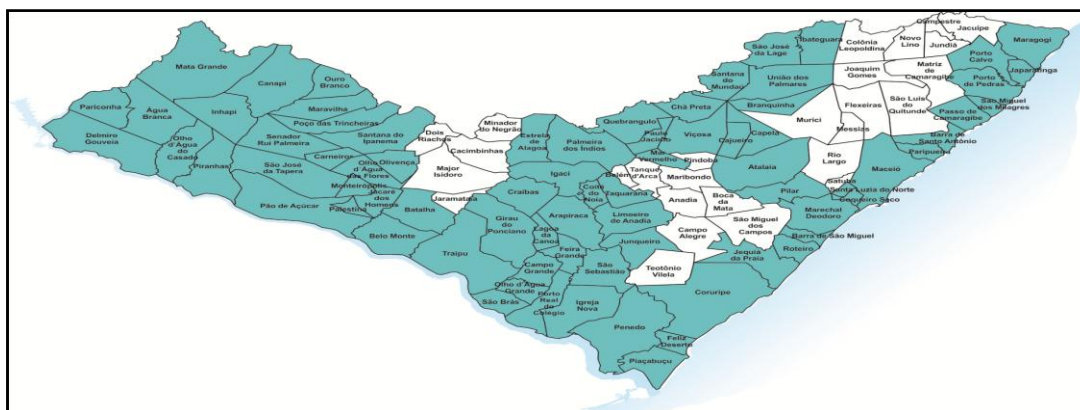 Mata Grande
Canapi
Ouro
Branco
Pariconha
Água
Branca
Inhapi
Maravilha
Poço das Trincheiras
Delmiro
Gouveia
Olho
d'Água
do
Casado
Piranhas
Senador
Rui Palmeira
Santana do
Ipanema
São José
da Tapera
Carneiros
Olho
d'Água
das Flores
Olivença
Monteirópolis
Jacaré
dos
Homens
Pão de Açúcar
Palestina
Batalha
Belo Monte
Dois
Riachos
Minador
do Negrão
Cacimbinhas
Major
Isidoro
Jaramataia
Estrela
de
Alagoas
Palmeira
dos Índios
Igaci
Craíbas
Coité
do
Noia
Traipu
Girau
do
Ponciano
Lagoa
da
Canoa
Arapiraca
Taquarana
Limoeiro
de Anadia
Feira
Grande
Campo
Grande
São
Sebastião
Junqueiro
Olho d'Água
Grande
São Brás
Porto
Real do
Colégio
Igreja
Nova
Penedo
Feliz
Deserto
Piaçabuçu
Coruripe
Teotônio
Vilela
Campo
Alegre
Jequiá
da Praia
Roteiro
Barra de São Miguel
São Miguel
dos
Campos
Boca
da
Mata
Anadia
Maribondo
Tanque
d'Arca
Belém
Mar
Vermelho
Pindoba
Paulo
Jacinto
Quebrangulo
Chã Preta
Viçosa
Cajueiro
Capela
Atalaia
Pilar
Marechal
Deodoro
Coqueiro Seco
Santa Luzia do Norte
Satuba
Rio
Largo
Maceió
Messias
Murici
Branquinha
União dos
Palmares
Santana
do
Mundaú
São José
da Laje
Ibateguara
Colônia
Leopoldina
Novo
Lino
Campestre
Jacuípe
Jundiá
Joaquim
Gomes
Matriz
de
Camaragibe
Flexeiras
São Luís
do
Quitunde
Maragogi
Porto
Calvo
Japaratinga
Porto
de Pedras
São Miguel
dos Milagres
Passo de
Camaragibe
Barra de
Santo Antônio
Paripueira